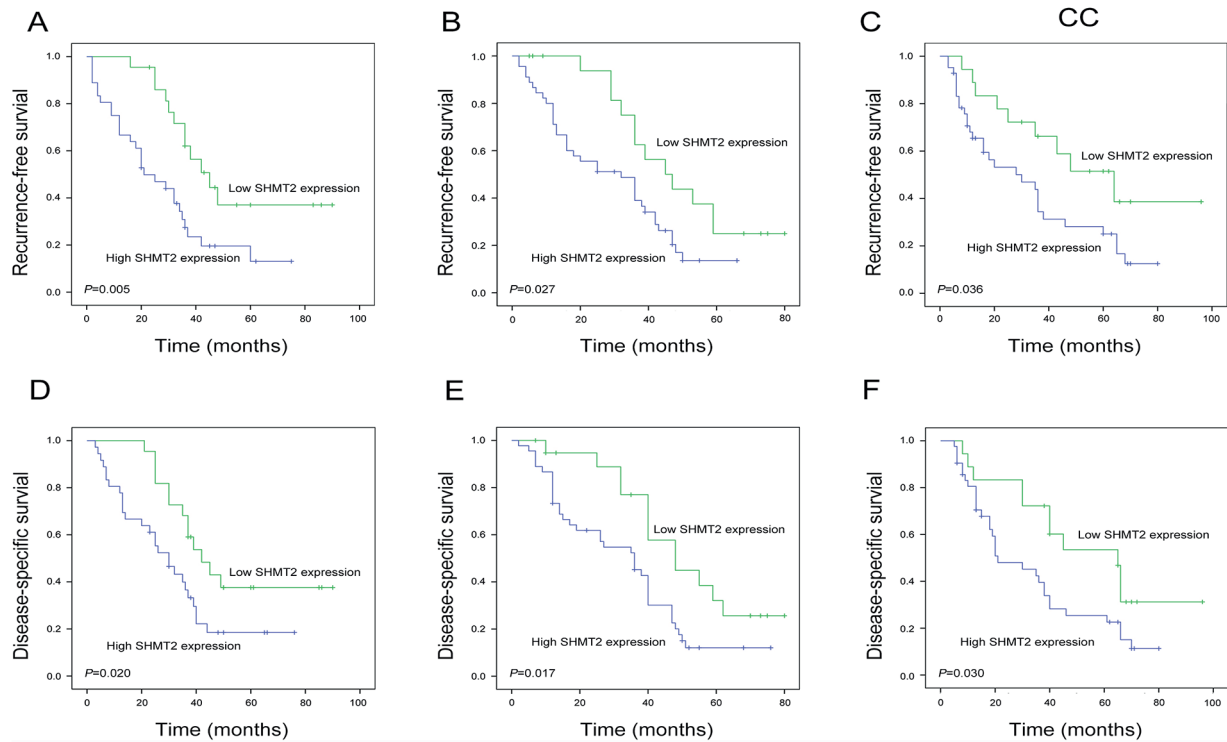 A
1.0
0.8
0.6
0.4
0.2
0.0
Recurrence-free survial
Low SHMT2 expression
High SHMT2 expression
P=0.005
0 20 40 60 80 100
Time (months)
B
1.0
0.8
0.6
0.4
0.2
0.0
Recurrence-free survial
Low SHMT2 expression
High SHMT2 expression
P=0.027
0 20 40 60 80
Time (months)
C
CC
1.0
0.8
0.6
0.4
0.2
0.0
Recurrence-free survial
Low SHMT2 expression
High SHMT2 expression
P=0.036
0 20 40 60 80 100
Time (months)
D
1.0
0.8
0.6
0.4
0.2
0.0
Disease-specific survial
Low SHMT2 expression
High SHMT2 expression
P=0.020
0 20 40 60 80 100
Time (months)
E
1.0
0.8
0.6
0.4
0.2
0.0
Disease-specific survial
Low SHMT2 expression
High SHMT2 expression
P=0.017
0 20 40 60 80
Time (months)
F
1.0
0.8
0.6
0.4
0.2
0.0
Disease-specific survial
Low SHMT2 expression
High SHMT2 expression
P=0.030
0 20 40 60 80 100
Time (months)